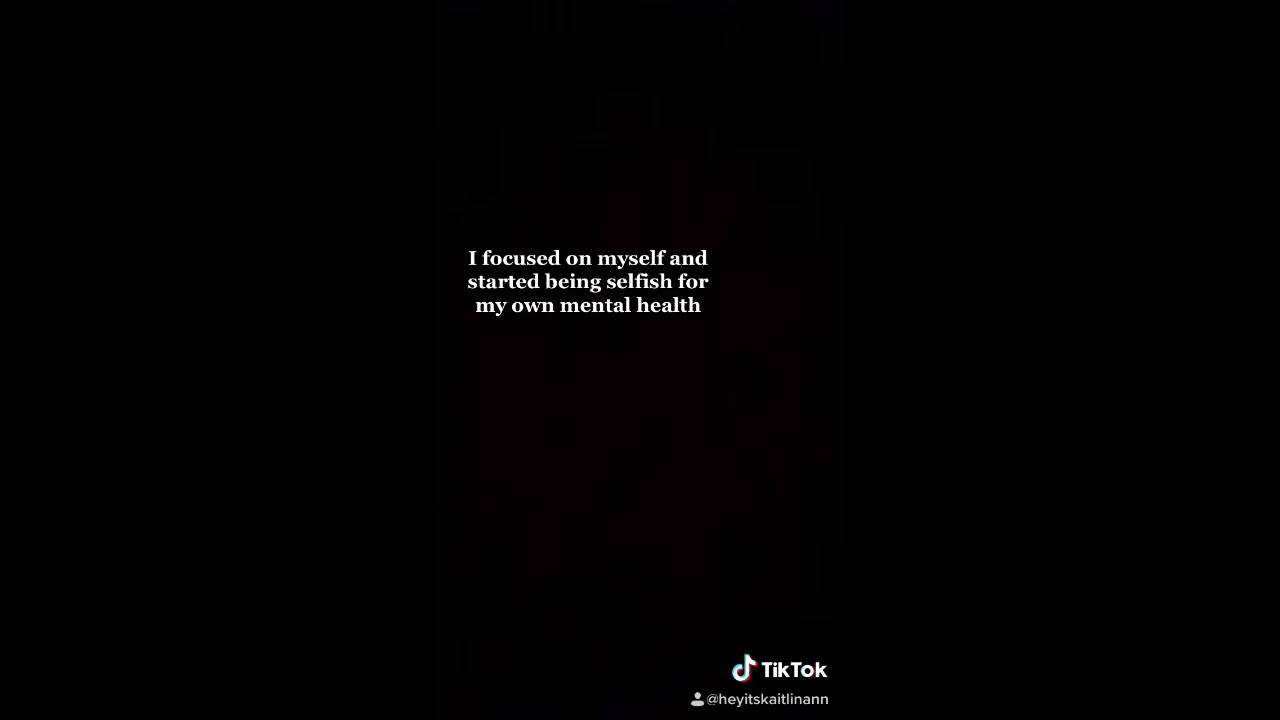 I focused on myself and
started being selfish for
my own mental health
TikTok
@heyitskaitlinann